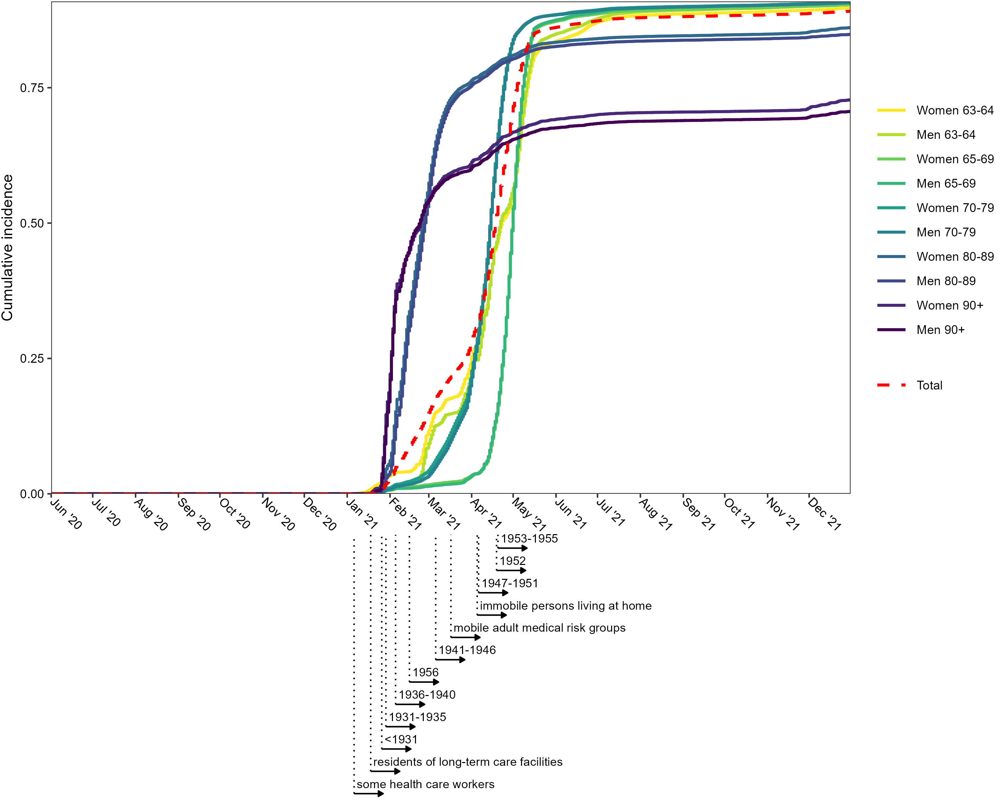 Cumulative incidence
0.75
0.50
0.25
0.00
Jun '20
Jul '20
Aug '20
Sep '20
Oct '20
Nov '20
Dec '20
Jan '21
Feb '21
Mar '21
Apr '21
May '21
Jun '21
Jul '21
Aug '21
Sep '21
Oct '21
Nov '21
Dec '21
Women 63-64
Men 63-64
Women 65-69
Men 65-69
Women 70-79
Men 70-79
Women 80-89
Men 80-89
Women 90+
Men 90+
Total
1953-1955
1952
1947-1951
immobile persons living at home
mobile adult medical risk groups
1941-1946
1956
1936-1940
1931-1935
<1931
residents of long-term care facilities
some health care workers